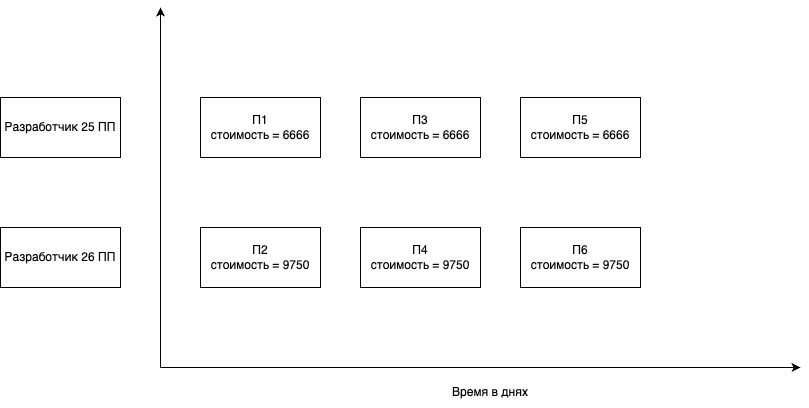 П1
стоимость = 6666
П3
стоимость = 6666
П5
стоимость = 6666
Разработчик 25 ПП
П2
стоимость = 9750
П4
стоимость = 9750
П6
стоимость = 9750
Разработчик 26 ПП
Время в днях